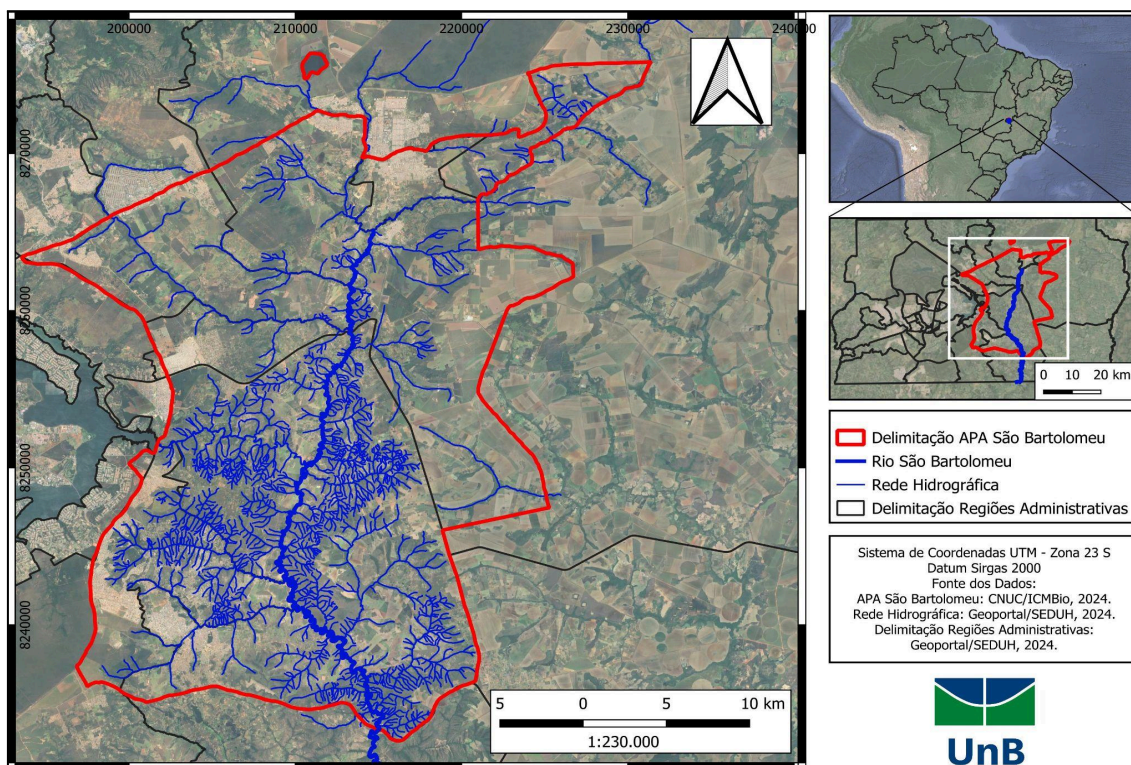 200000
210000
220000
230000
240000
8270000
8260000
8250000
8240000
5 0 5 10 km
1:230.000
0 10 20 km
Delimitação APA São Bartolomeu
Rio São Bartolomeu
Rede Hidrográfica
Delimitação Regiões Administrativas
Sistema de Coordenadas UTM - Zona 23 S
Datum Sirgas 2000
Fonte dos Dados:
APA São Bartolomeu: CNUC/ICMBio, 2024.
Rede Hidrográfica: Geoportal/SEDUH, 2024.
Delimitação Regiões Administrativas:
Geoportal/SEDUH, 2024.
UnB